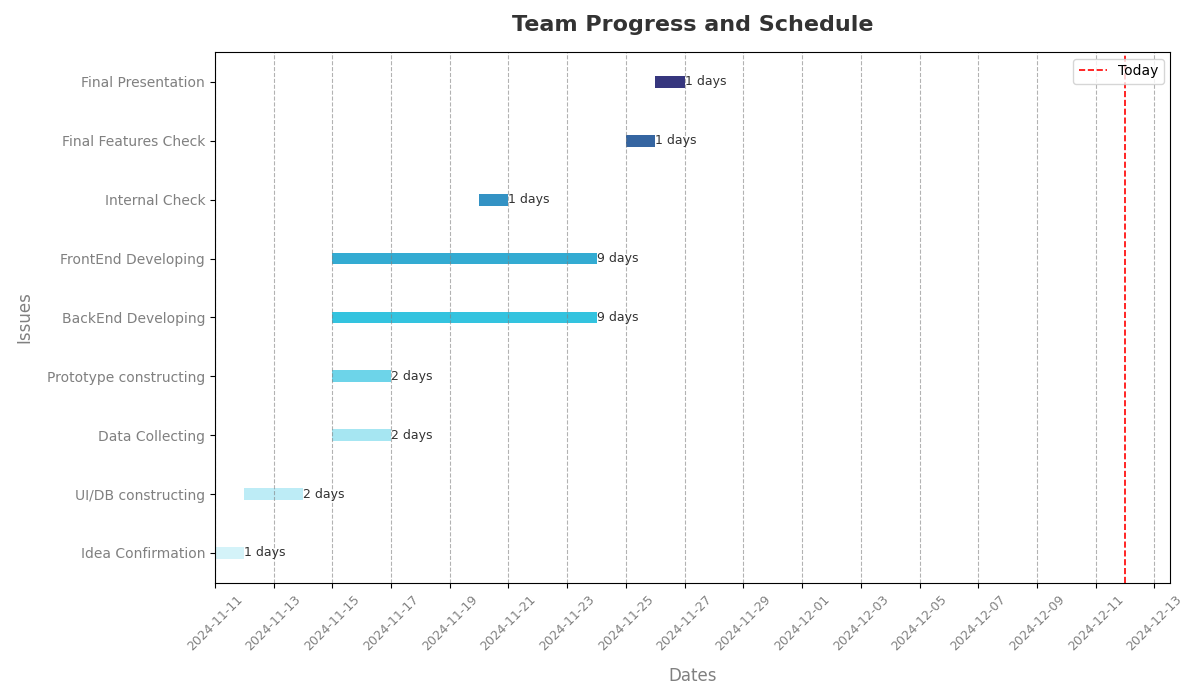 Team Progress and Schedule
Today
Final Presentation
1 days
Final Features Check
1 days
Internal Check
1 days
FrontEnd Developing
9 days
BackEnd Developing
9 days
Prototype constructing
2 days
Data Collecting
2 days
UI/DB constructing
2 days
Idea Confirmation
1 days
Issues
2024-11-11
2024-11-13
2024-11-15
2024-11-17
2024-11-19
2024-11-21
2024-11-23
2024-11-25
2024-11-27
2024-11-29
2024-12-01
2024-12-03
2024-12-05
2024-12-07
2024-12-09
2024-12-11
2024-12-13
Dates